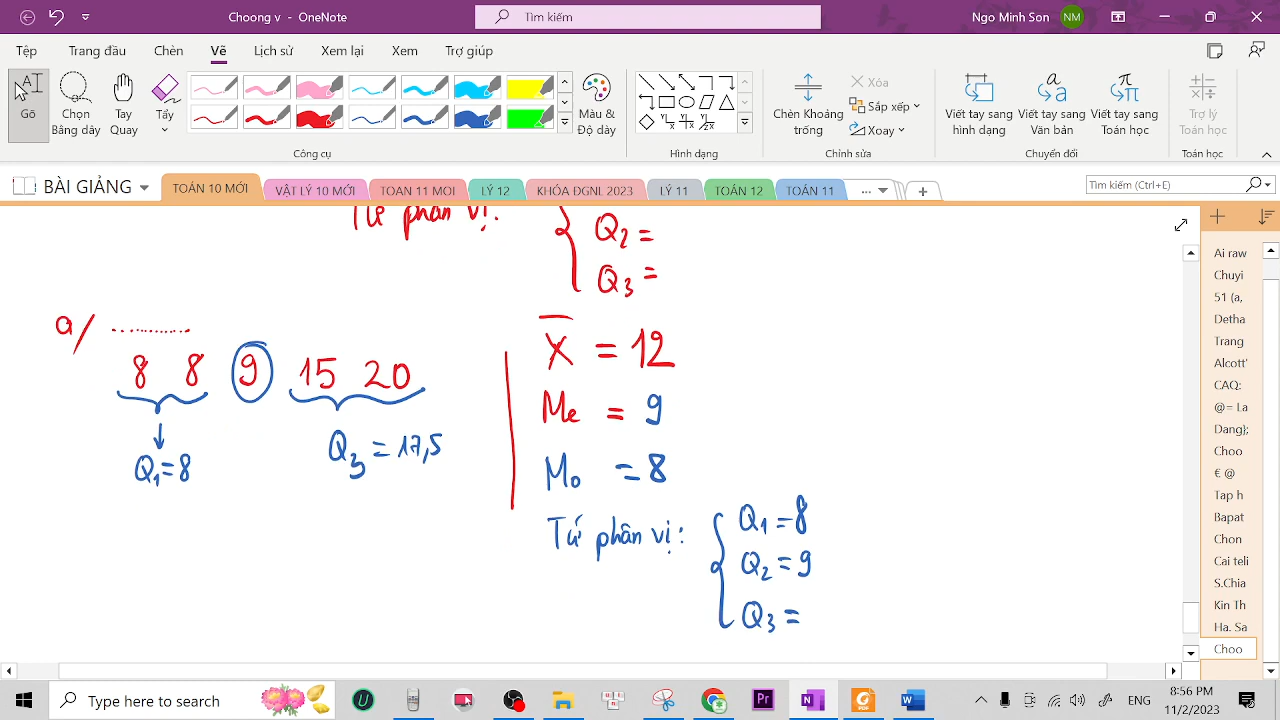 Choong v - OneNote
Tìm kiếm
Ngo Minh Son
NM
Tệp
Trang đầu
Chèn
Vẽ
Lịch sử
Xem lại
Xem
Trợ giúp
Gõ
Chọn Bằng dây
Tay Quay
Tẩy
Màu & Độ dày
Chèn Khoảng trống
Xóa
Sắp xếp
Xoay
Viết tay sang hình dạng
Viết tay sang Văn bản
Viết tay sang Toán học
Trợ lý Toán học
Công cụ
Hình dạng
Chỉnh sửa
Chuyển đổi
Toán học
BÀI GIẢNG
TOÁN 10 MỚI
VẬT LÝ 10 MỚI
TOAN 11 MOI
LÝ 12
KHÓA ĐGNL 2023
LÝ 11
TOÁN 12
TOÁN 11
...
Tìm kiếm (Ctrl+E)
Tứ phân vị:
Q2 =
Q3 =
a/ ..............
8 8 9 15 20
Q1 = 8
Q3 = 17,5
X̅ = 12
Me = 9
Mo = 8
Tứ phân vị:
Q1 = 8
Q2 = 9
Q3 =
Ai raw
Chuyi
51 (a,
Detha
Trang
Alcott'
CAQ:
@= La
Dang);
Choo
€ @
Tap h
Bapat
Chon
Cai teli
S.Chia
Kin Th
Ha. Sa
Choo
Type here to search
ENG
8:56 PM
11/2/2023